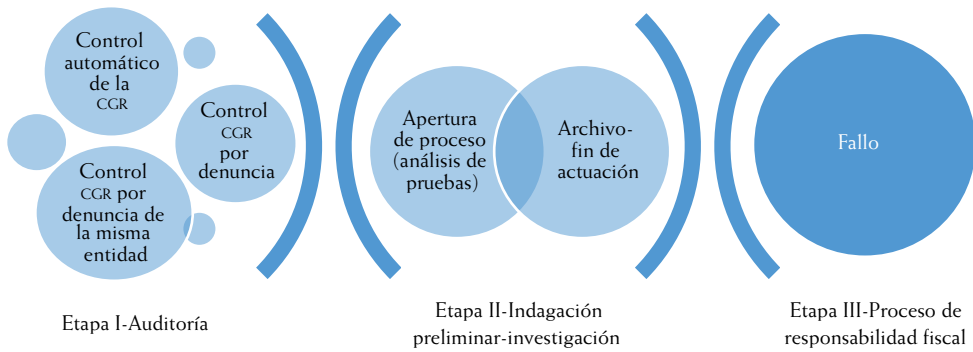 Control
automático
de la
CGR
Control
CGR
por
denuncia
Control
CGR por
denuncia de
la misma
entidad
Etapa I-Auditoría
Apertura
de proceso
(análisis de
pruebas)
Archivo-
fin de
actuación
Etapa II-Indagación
preliminar-investigación
Fallo
Etapa III-Proceso de
responsabilidad fiscal